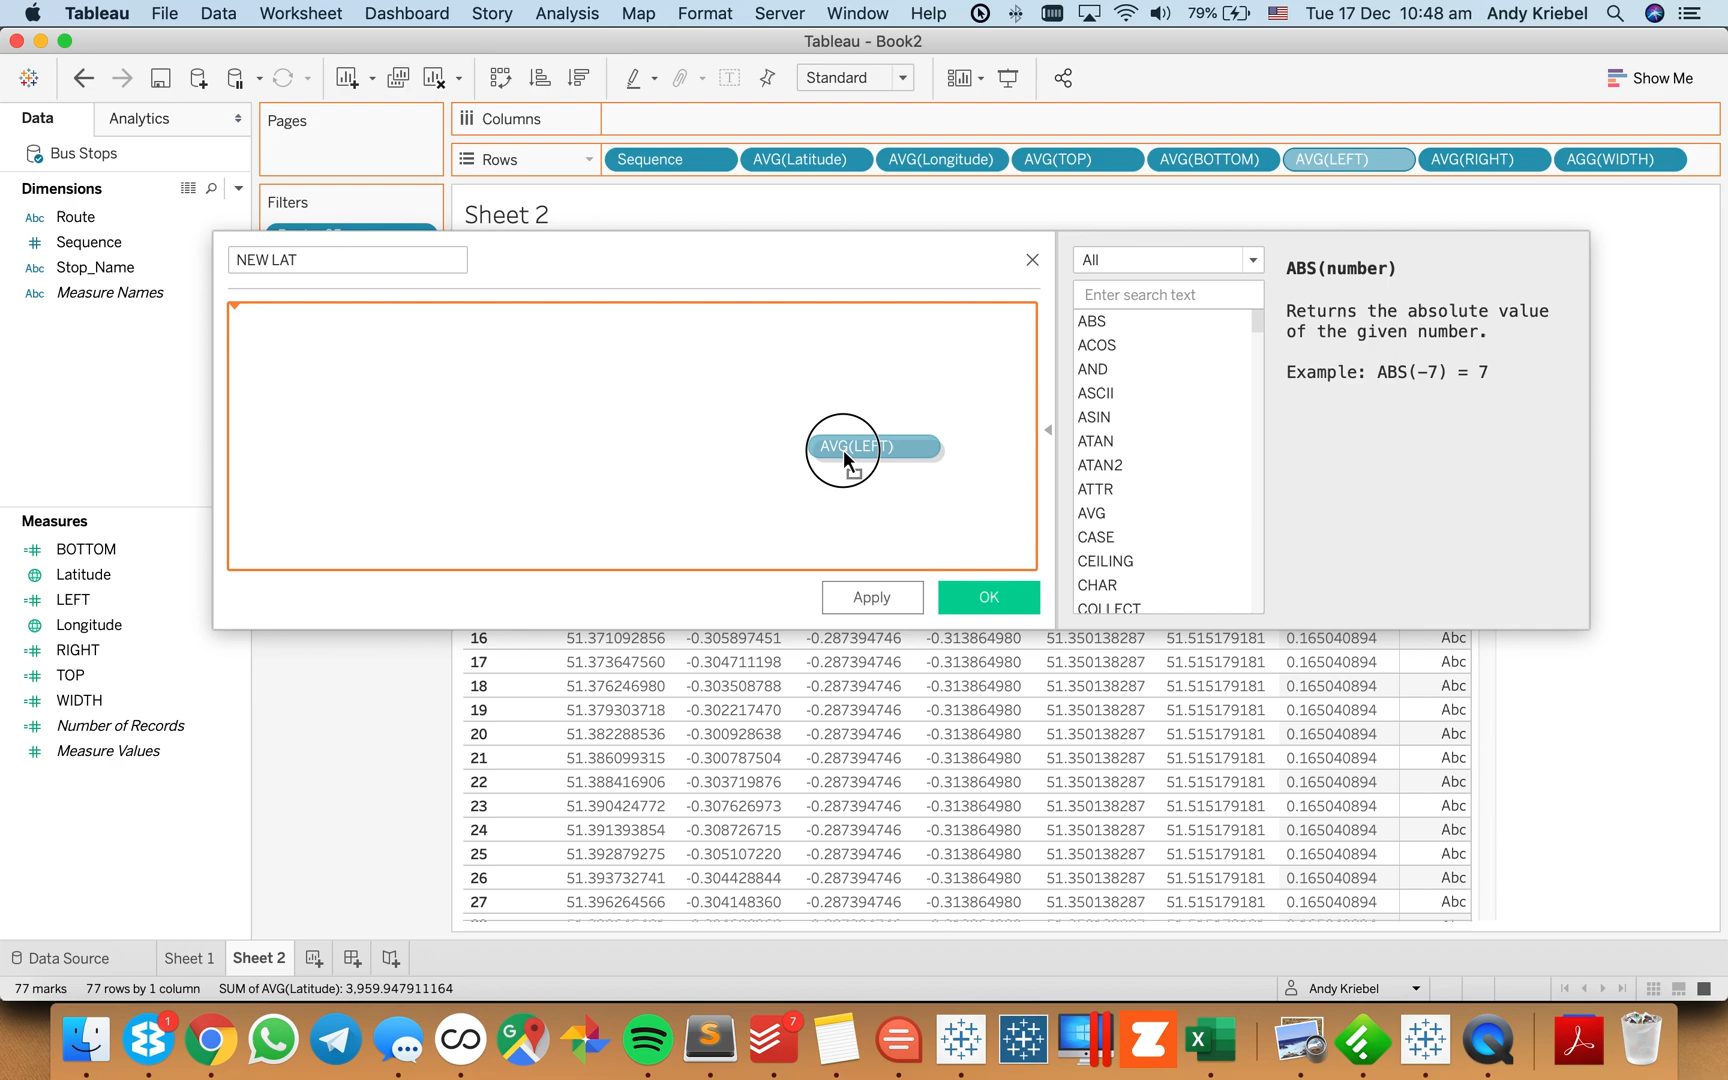 Tableau File Data Worksheet Dashboard Story Analysis Map Format Server Window Help 79% Tue 17 Dec 10:48 am Andy Kriebel
Tableau - Book2
Standard Show Me
Data Analytics Pages Columns
Bus Stops Rows Sequence AVG(Latitude) AVG(Longitude) AVG(TOP) AVG(BOTTOM) AVG(LEFT) AVG(RIGHT) AGG(WIDTH)
Dimensions Filters
Abc Route Sheet 2
# Sequence
Abc Stop_Name
Abc Measure Names
NEW LAT All ABS(number)
Enter search text
Returns the absolute value
of the given number.
Example: ABS(-7) = 7
ABS
ACOS
AND
ASCII
ASIN
ATAN
ATAN2
ATTR
AVG
CASE
CEILING
CHAR
COLLECT
AVG(LEFT)
Apply OK
Measures
=# BOTTOM
Latitude
=# LEFT
Longitude
=# RIGHT
=# TOP
=# WIDTH
=# Number of Records
# Measure Values
16 51.371092856 -0.305897451 -0.287394746 -0.313864980 51.350138287 51.515179181 0.165040894 Abc
17 51.373647560 -0.304711198 -0.287394746 -0.313864980 51.350138287 51.515179181 0.165040894 Abc
18 51.376246980 -0.303508788 -0.287394746 -0.313864980 51.350138287 51.515179181 0.165040894 Abc
19 51.379303718 -0.302217470 -0.287394746 -0.313864980 51.350138287 51.515179181 0.165040894 Abc
20 51.382288536 -0.300928638 -0.287394746 -0.313864980 51.350138287 51.515179181 0.165040894 Abc
21 51.386099315 -0.300787504 -0.287394746 -0.313864980 51.350138287 51.515179181 0.165040894 Abc
22 51.388416906 -0.303719876 -0.287394746 -0.313864980 51.350138287 51.515179181 0.165040894 Abc
23 51.390424772 -0.307626973 -0.287394746 -0.313864980 51.350138287 51.515179181 0.165040894 Abc
24 51.391393854 -0.308726715 -0.287394746 -0.313864980 51.350138287 51.515179181 0.165040894 Abc
25 51.392879275 -0.305107220 -0.287394746 -0.313864980 51.350138287 51.515179181 0.165040894 Abc
26 51.393732741 -0.304428844 -0.287394746 -0.313864980 51.350138287 51.515179181 0.165040894 Abc
27 51.396264566 -0.304148360 -0.287394746 -0.313864980 51.350138287 51.515179181 0.165040894 Abc
Data Source Sheet 1 Sheet 2
77 marks 77 rows by 1 column SUM of AVG(Latitude): 3,959.947911164 Andy Kriebel
1 7